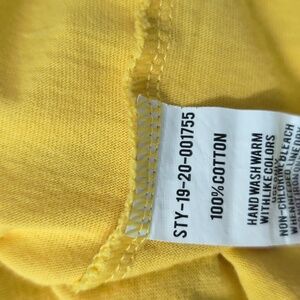 STY-19-20-001755
100% COTTON
HAND WASH WARM
WITH LIKE COLORS
NON-CHLORINE BLEACH